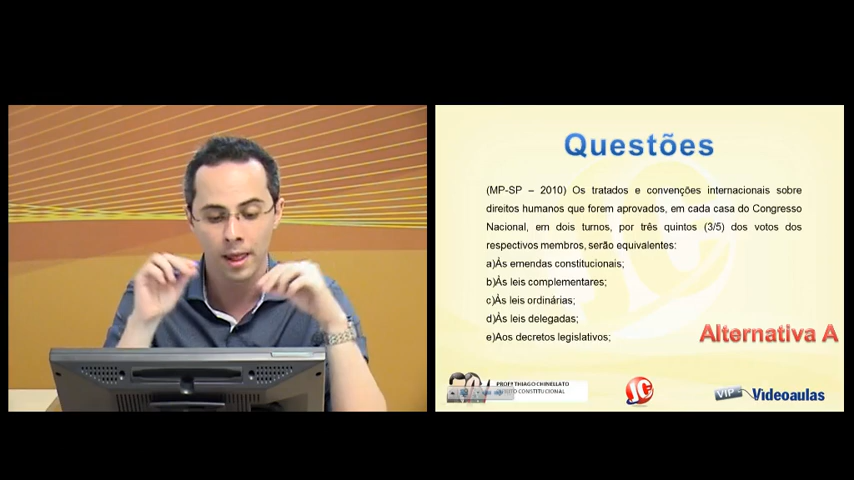 Questões
(MP-SP – 2010) Os tratados e convenções internacionais sobre
direitos humanos que forem aprovados, em cada casa do Congresso
Nacional, em dois turnos, por três quintos (3/5) dos votos dos
respectivos membros, serão equivalentes:
a)Às emendas constitucionais;
b)Às leis complementares;
c)Às leis ordinárias;
d)Às leis delegadas;
e)Aos decretos legislativos;
Alternativa A
THIAGO CHINELLATO
CONSTITUCIONAL
JC
VIP Videoaulas